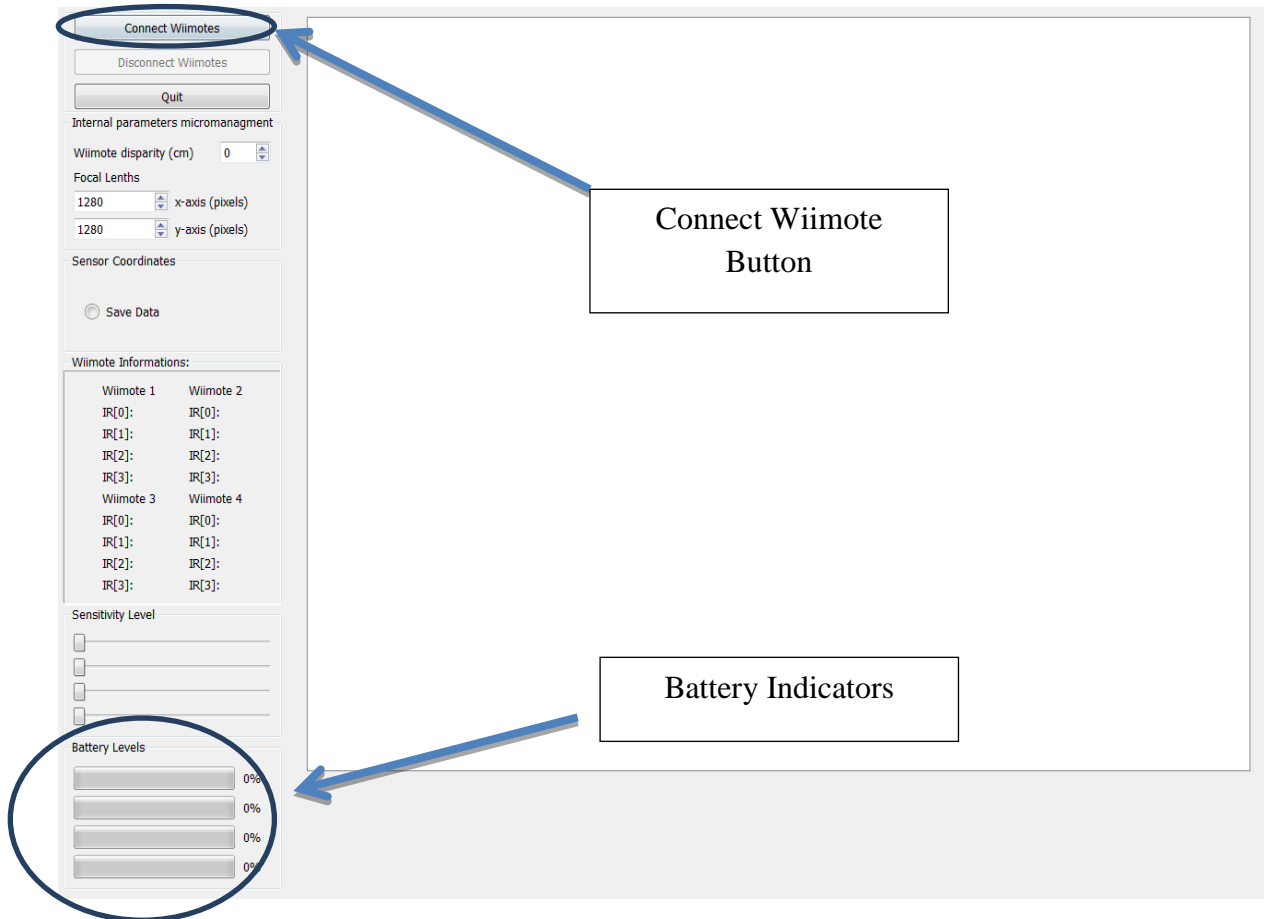 Connect Wiimotes
Disconnect Wiimotes
Quit
Internal parameters micromanagment
Wiimote disparity (cm) 0
Focal Lenths
1280 x-axis (pixels)
1280 y-axis (pixels)
Sensor Coordinates
Save Data
Wiimote Informations:
Wiimote 1 Wiimote 2
IR[0]: IR[0]:
IR[1]: IR[1]:
IR[2]: IR[2]:
IR[3]: IR[3]:
Wiimote 3 Wiimote 4
IR[0]: IR[0]:
IR[1]: IR[1]:
IR[2]: IR[2]:
IR[3]: IR[3]:
Sensitivity Level
Battery Levels
0%
0%
0%
0%
Connect Wiimote
Button
Battery Indicators